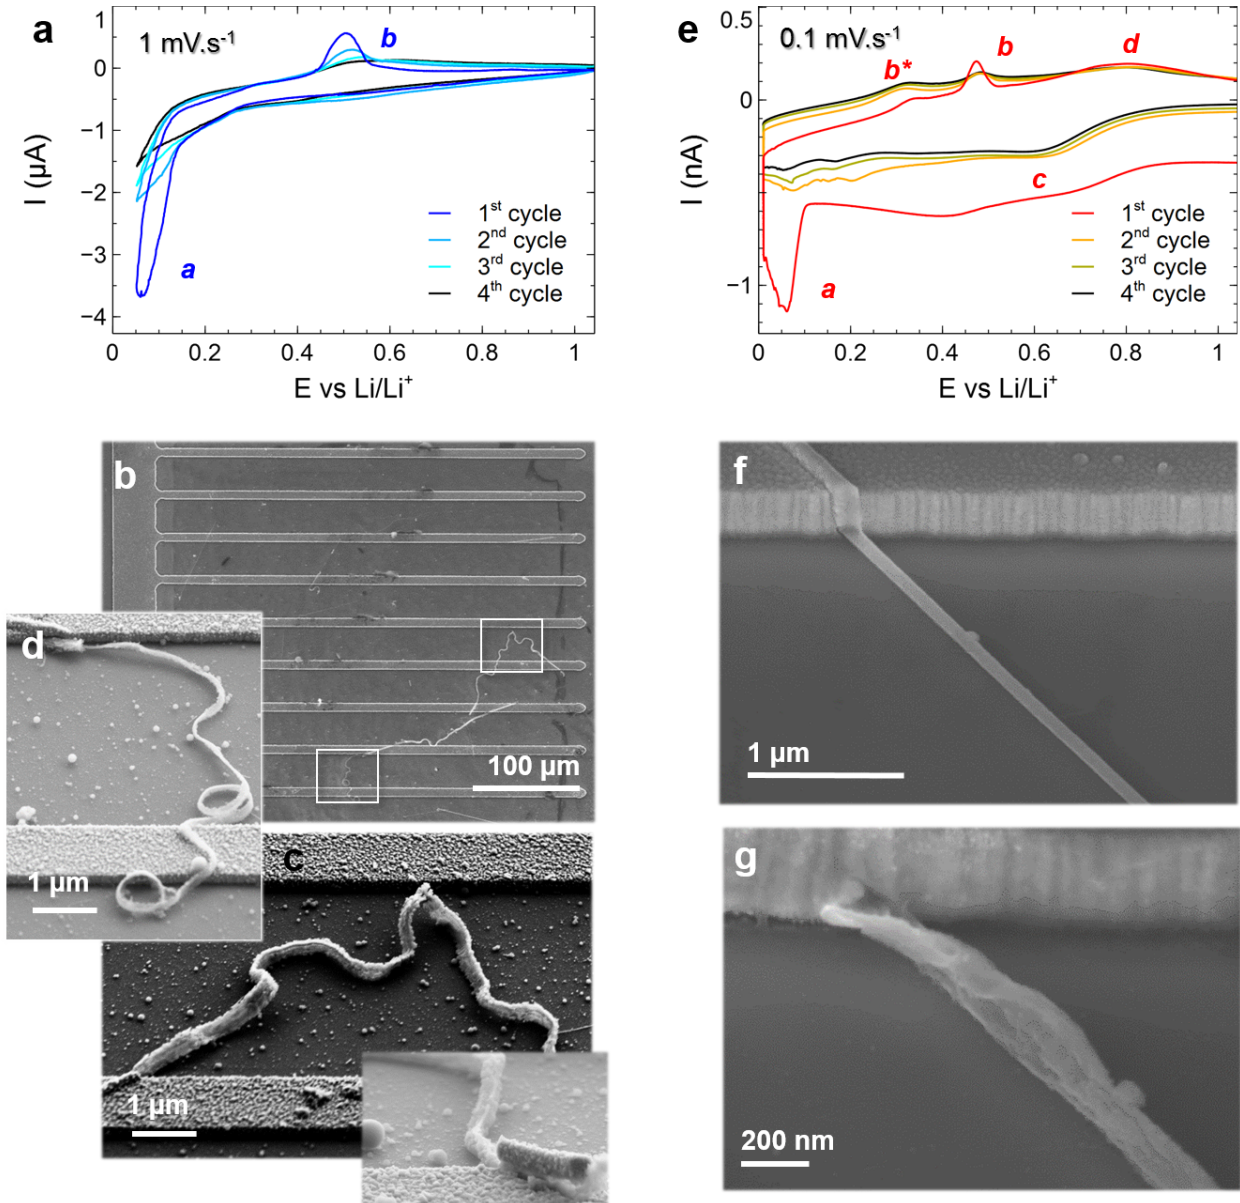 a
1 mV.s⁻¹
b
1
0
−1
−2
−3
−4
I (µA)
a
1ˢᵗ cycle
2ⁿᵈ cycle
3ʳᵈ cycle
4ᵗʰ cycle
0 0.2 0.4 0.6 0.8 1
E vs Li/Li⁺
e
0.1 mV.s⁻¹
b*
b
d
0.5
0
−1
I (nA)
c
a
1ˢᵗ cycle
2ⁿᵈ cycle
3ʳᵈ cycle
4ᵗʰ cycle
0 0.2 0.4 0.6 0.8 1
E vs Li/Li⁺
b
100 µm
d
1 µm
c
1 µm
f
1 µm
g
200 nm